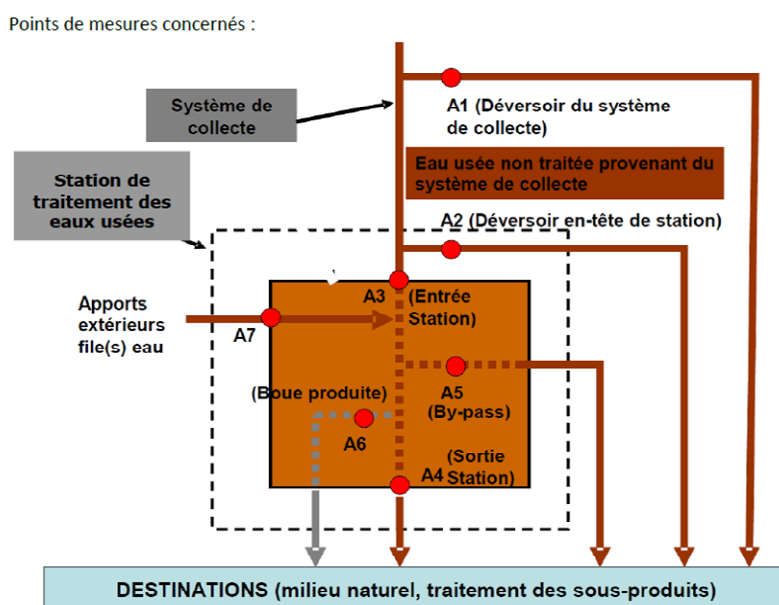 Points de mesures concernés :
Système de
collecte
A1 (Déversoir du système
de collecte)
Eau usée non traitée provenant du
système de collecte
Station de
traitement des
eaux usées
A2 (Déversoir en-tête de station)
A3
(Entrée
Station)
Apports
extérieurs
file(s) eau
A7
(Boue produite)
A5
(By-pass)
A6
(Sortie
Station)
A4
DESTINATIONS (milieu naturel, traitement des sous-produits)